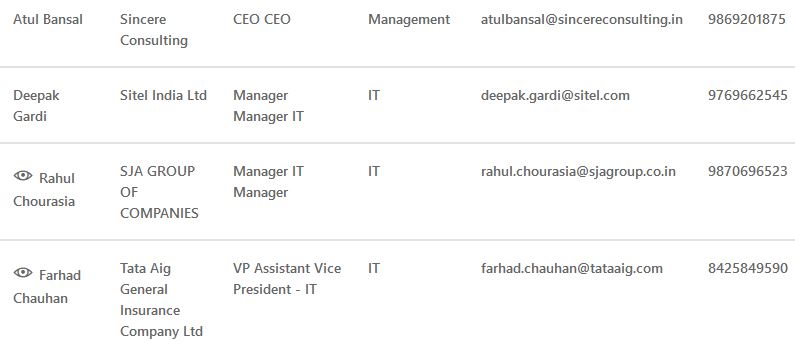 Atul Bansal Sincere CEO CEO Management atulbansal@sincereconsulting.in 9869201875
Consulting
Deepak Sitel India Ltd Manager IT deepak.gardi@sitel.com 9769662545
Gardi Manager IT
Rahul SJA GROUP Manager IT IT rahul.chourasia@sjagroup.co.in 9870696523
Chourasia OF Manager
COMPANIES
Farhad Tata Aig VP Assistant Vice IT farhad.chauhan@tataaig.com 8425849590
Chauhan General President - IT
Insurance
Company Ltd